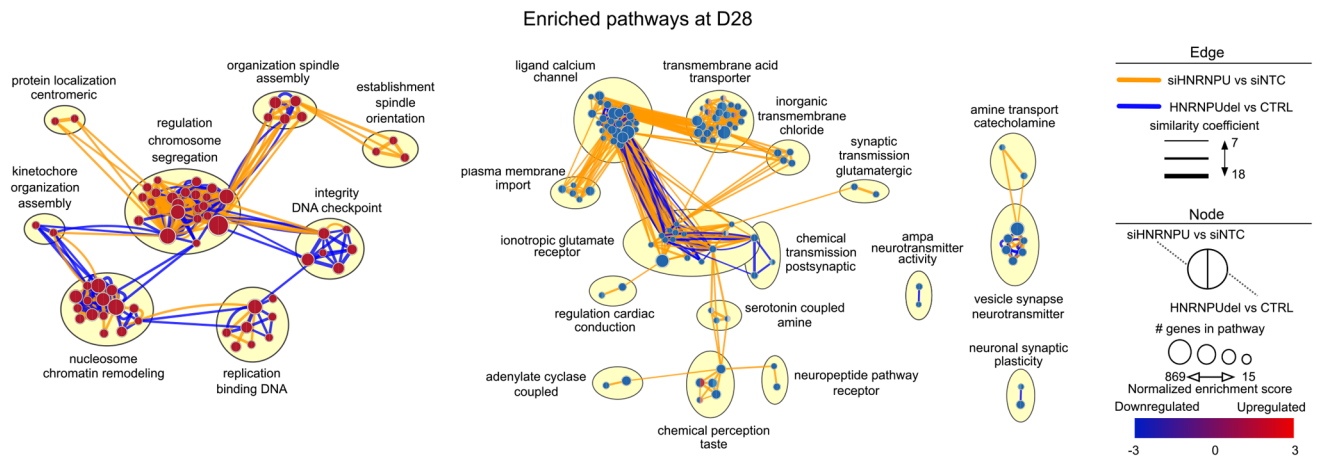 Enriched pathways at D28
protein localization
centromeric
organization spindle
assembly
establishment
spindle
orientation
regulation
chromosome
segregation
kinetochore
organization
assembly
integrity
DNA checkpoint
nucleosome
chromatin remodeling
replication
binding DNA
ligand calcium
channel
transmembrane acid
transporter
inorganic
transmembrane
chloride
synaptic
transmission
glutamatergic
plasma membrane
import
ionotropic glutamate
receptor
chemical
transmission
postsynaptic
regulation cardiac
conduction
serotonin coupled
amine
adenylate cyclase
coupled
neuropeptide pathway
receptor
chemical perception
taste
amine transport
catecholamine
ampa
neurotransmitter
activity
vesicle synapse
neurotransmitter
neuronal synaptic
plasticity
Edge
siHNRNPU vs siNTC
HNRNPUdel vs CTRL
similarity coefficient
7
18
Node
siHNRNPU vs siNTC
HNRNPUdel vs CTRL
# genes in pathway
869 15
Normalized enrichment score
Downregulated Upregulated
-3 0 3